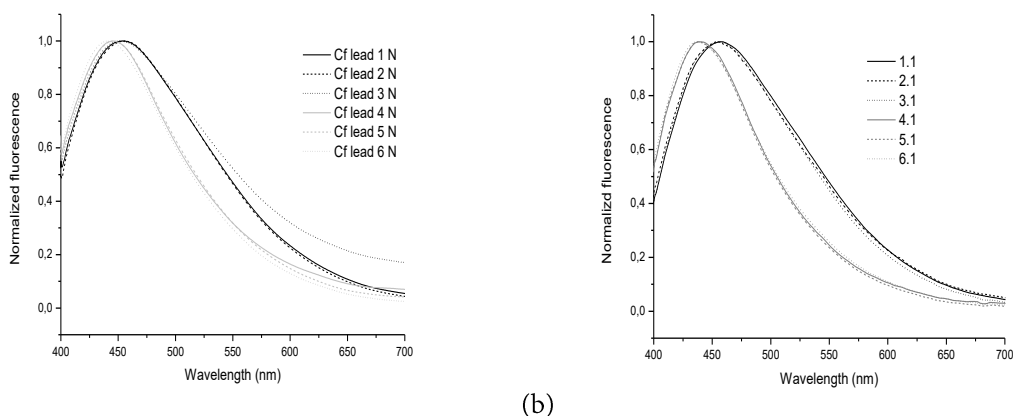 1,0
0,8
0,6
0,4
0,2
0,0
Normalized fluorescence
400 450 500 550 600 650 700
Wavelength (nm)
Cf lead 1 N
Cf lead 2 N
Cf lead 3 N
Cf lead 4 N
Cf lead 5 N
Cf lead 6 N
1,0
0,8
0,6
0,4
0,2
0,0
Normalizd fluorescence
400 450 500 550 600 650 700
Wavelength (nm)
1.1
2.1
3.1
4.1
5.1
6.1
(b)